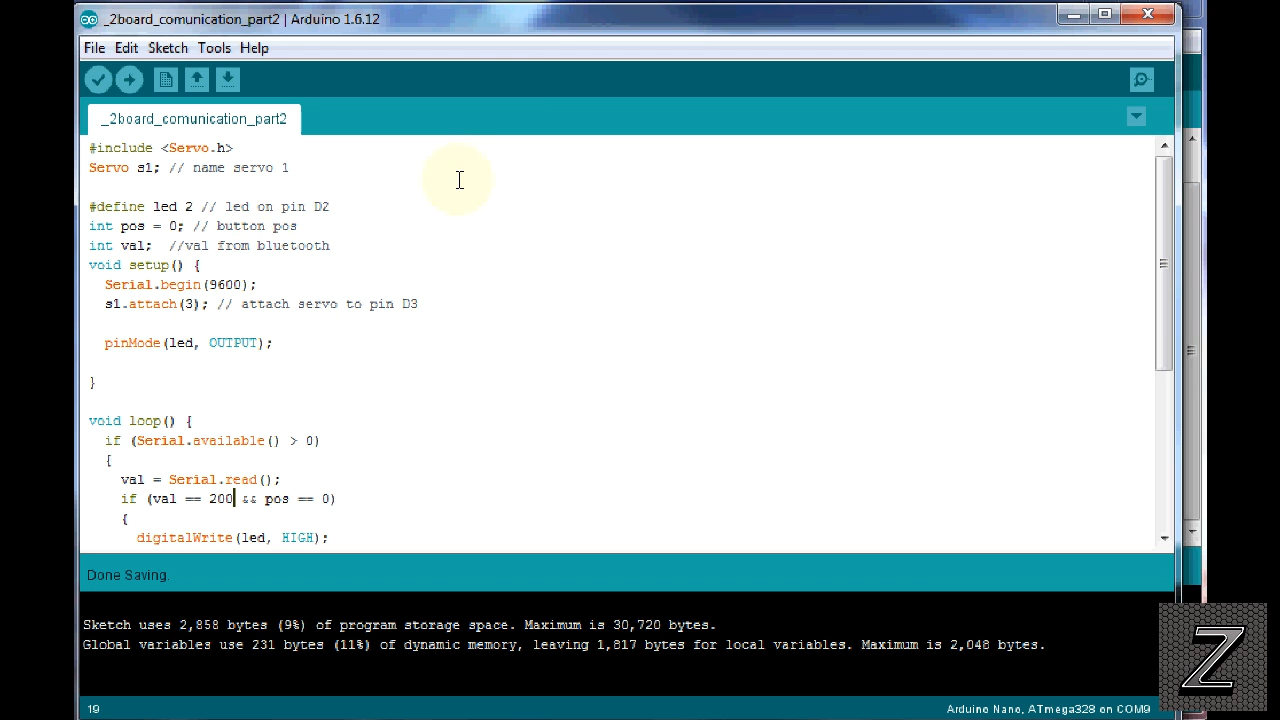 _2board_comunication_part2 | Arduino 1.6.12
File Edit Sketch Tools Help
_2board_comunication_part2
#include <Servo.h>
Servo s1; // name servo 1
#define led 2 // led on pin D2
int pos = 0; // button pos
int val;  //val from bluetooth
void setup() {
  Serial.begin(9600);
  s1.attach(3); // attach servo to pin D3
  pinMode(led, OUTPUT);
}
void loop() {
  if (Serial.available() > 0)
  {
    val = Serial.read();
    if (val == 200 && pos == 0)
    {
      digitalWrite(led, HIGH);
Done Saving.
Sketch uses 2,858 bytes (9%) of program storage space. Maximum is 30,720 bytes.
Global variables use 231 bytes (11%) of dynamic memory, leaving 1,817 bytes for local variables. Maximum is 2,048 bytes.
Z
19 Arduino Nano, ATmega328 on COM9